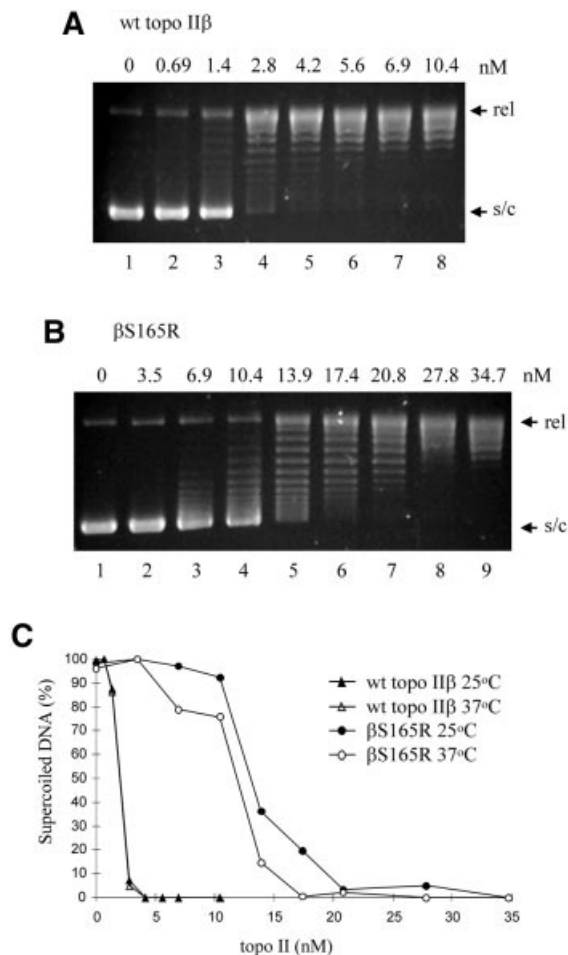 A
wt topo IIβ
0 0.69 1.4 2.8 4.2 5.6 6.9 10.4 nM
rel
s/c
1 2 3 4 5 6 7 8
B
βS165R
0 3.5 6.9 10.4 13.9 17.4 20.8 27.8 34.7 nM
rel
s/c
1 2 3 4 5 6 7 8 9
C
Supercoiled DNA (%)
100
90
80
70
60
50
40
30
20
10
0
0 5 10 15 20 25 30 35
topo II (nM)
wt topo IIβ 25°C
wt topo IIβ 37°C
βS165R 25°C
βS165R 37°C